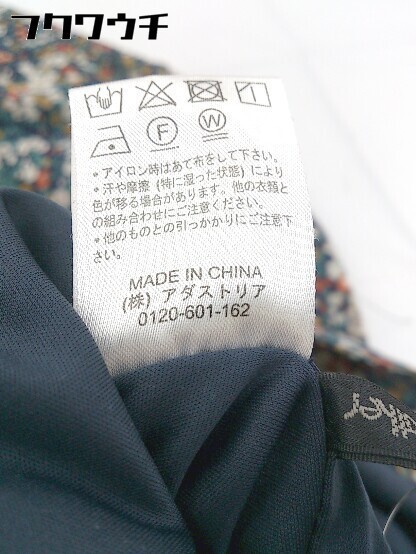 フクワウチ
F
W
・アイロン時はあて布をして下さい。
・汗や摩擦(特に湿った状態)により
色が移る場合があります。他の衣類と
の組み合わせにご注意ください。
・他のものとの引っかかりにご注意下
さい。
MADE IN CHINA
(株) アダストリア
0120-601-162